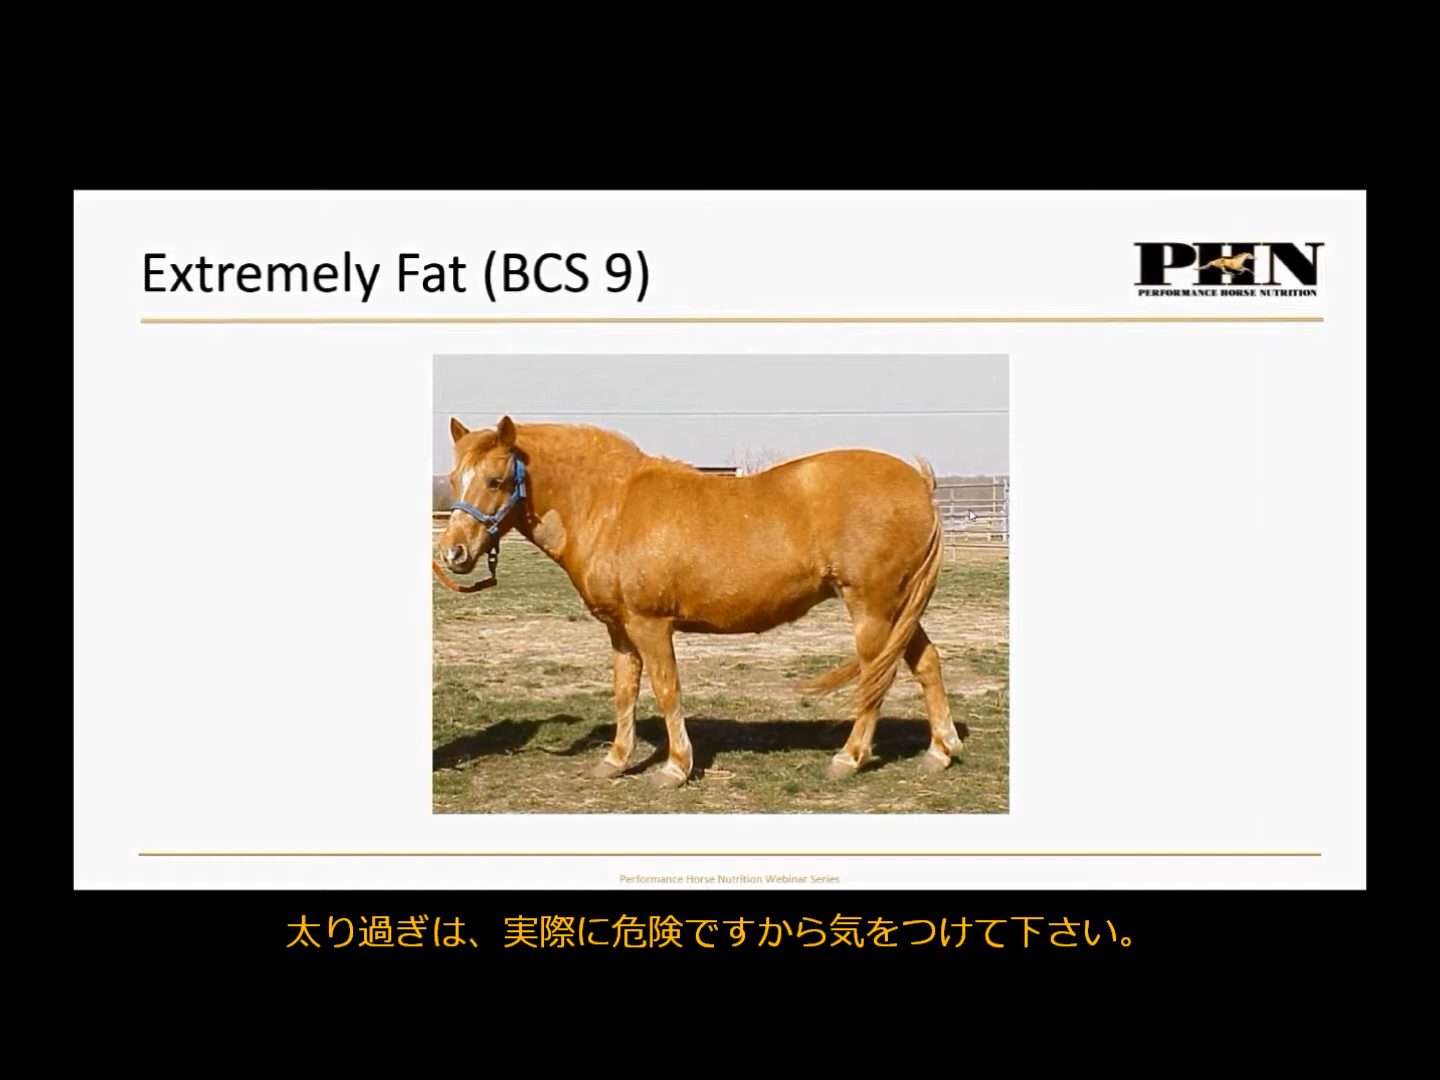 Extremely Fat (BCS 9)
PHN
PERFORMANCE HORSE NUTRITION
Performance Horse Nutrition Webinar Series
太り過ぎは、実際に危険ですから気をつけて下さい。